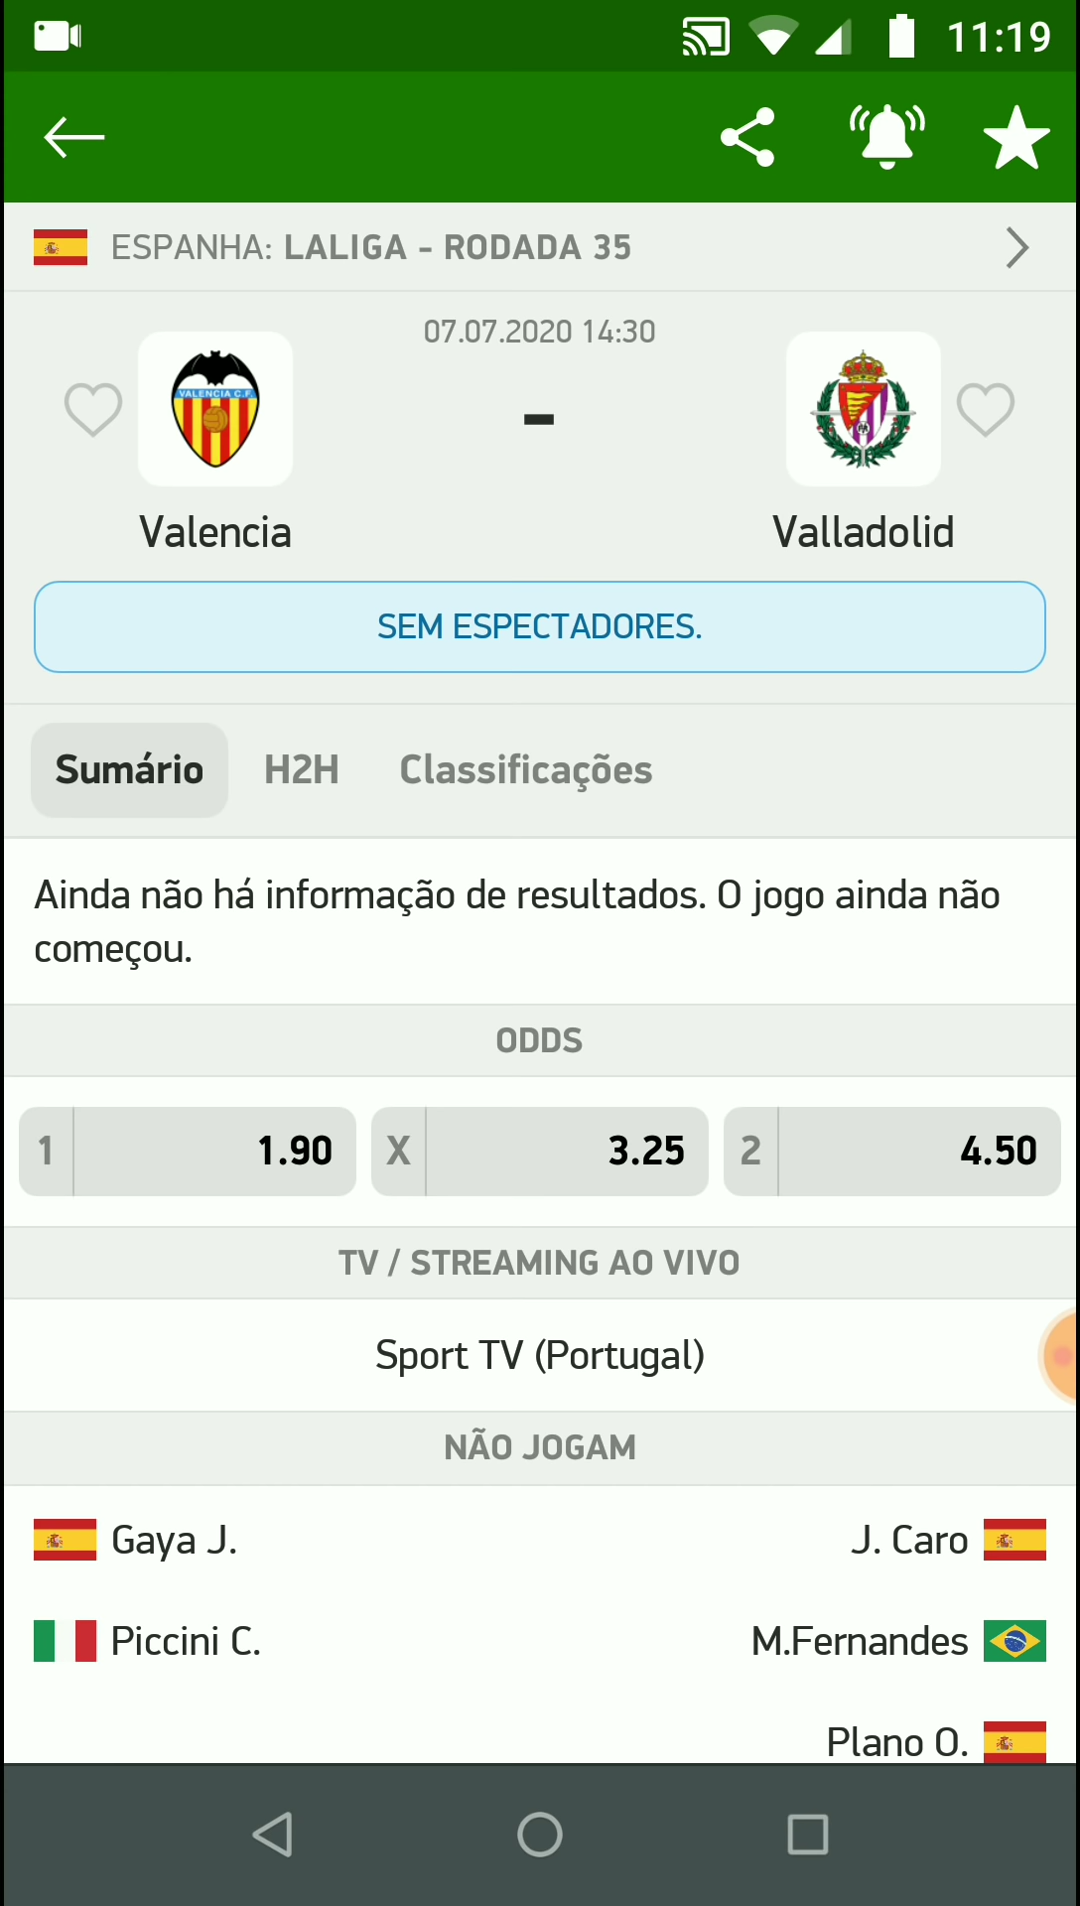 11:19
ESPANHA: LALIGA - RODADA 35
07.07.2020 14:30
VALENCIA C.F.
-
Valencia
Valladolid
SEM ESPECTADORES.
Sumário H2H Classificações
Ainda não há informação de resultados. O jogo ainda não
começou.
ODDS
1 1.90 X 3.25 2 4.50
TV / STREAMING AO VIVO
Sport TV (Portugal)
NÃO JOGAM
Gaya J. J. Caro
Piccini C. M.Fernandes
Plano O.